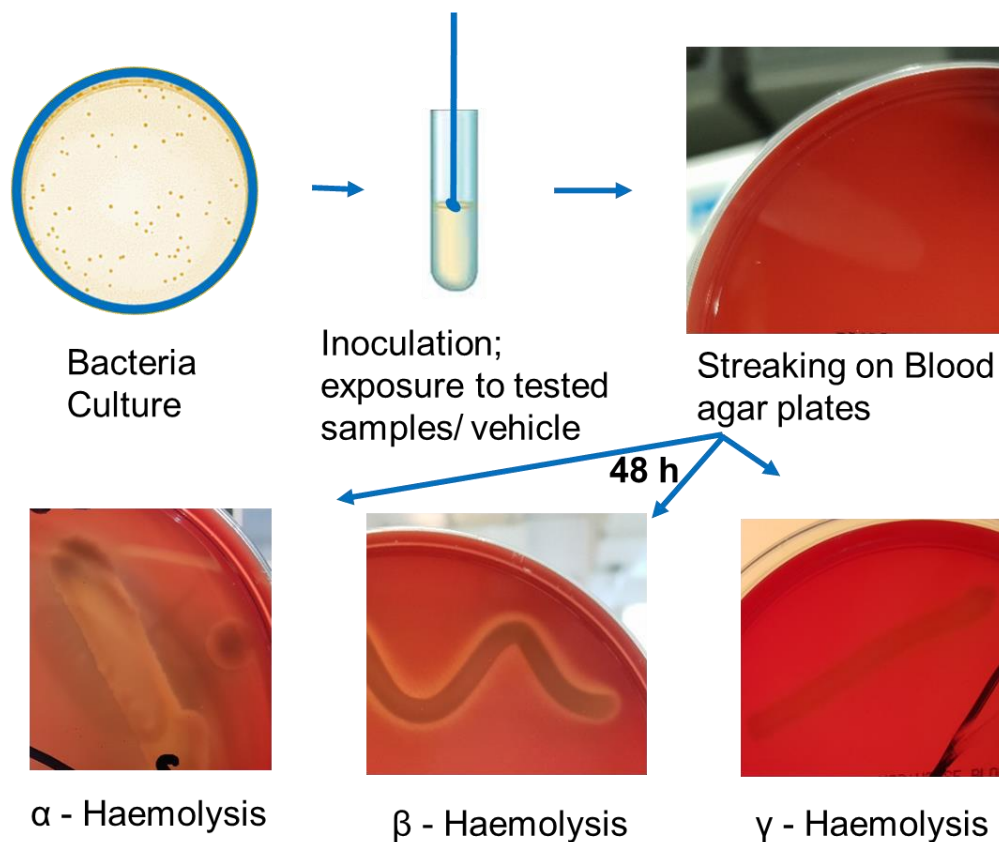 Bacteria
Culture
Inoculation;
exposure to tested
samples/ vehicle
Streaking on Blood
agar plates
48 h
α - Haemolysis
β - Haemolysis
γ - Haemolysis